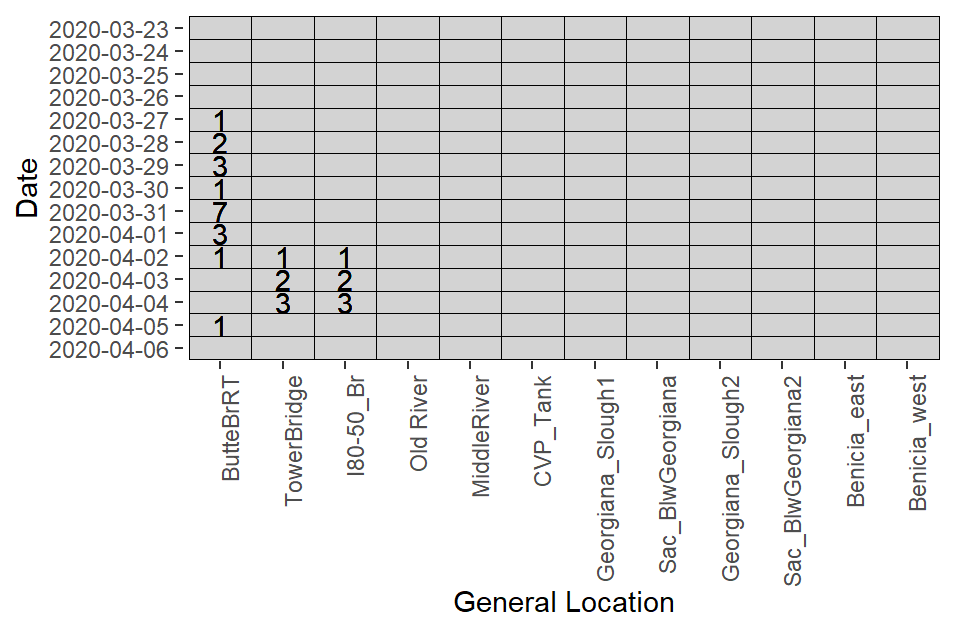 2020-03-23
2020-03-24
2020-03-25
2020-03-26
2020-03-27 1
2020-03-28 2
2020-03-29 3
2020-03-30 1
2020-03-31 7
2020-04-01 3
2020-04-02 1 1 1
2020-04-03 2 2
2020-04-04 3 3
2020-04-05 1
2020-04-06
Date
ButteBrRT
TowerBridge
I80-50_Br
Old River
MiddleRiver
CVP_Tank
Georgiana_Slough1
Sac_BlwGeorgiana
Georgiana_Slough2
Sac_BlwGeorgiana2
Benicia_east
Benicia_west
General Location